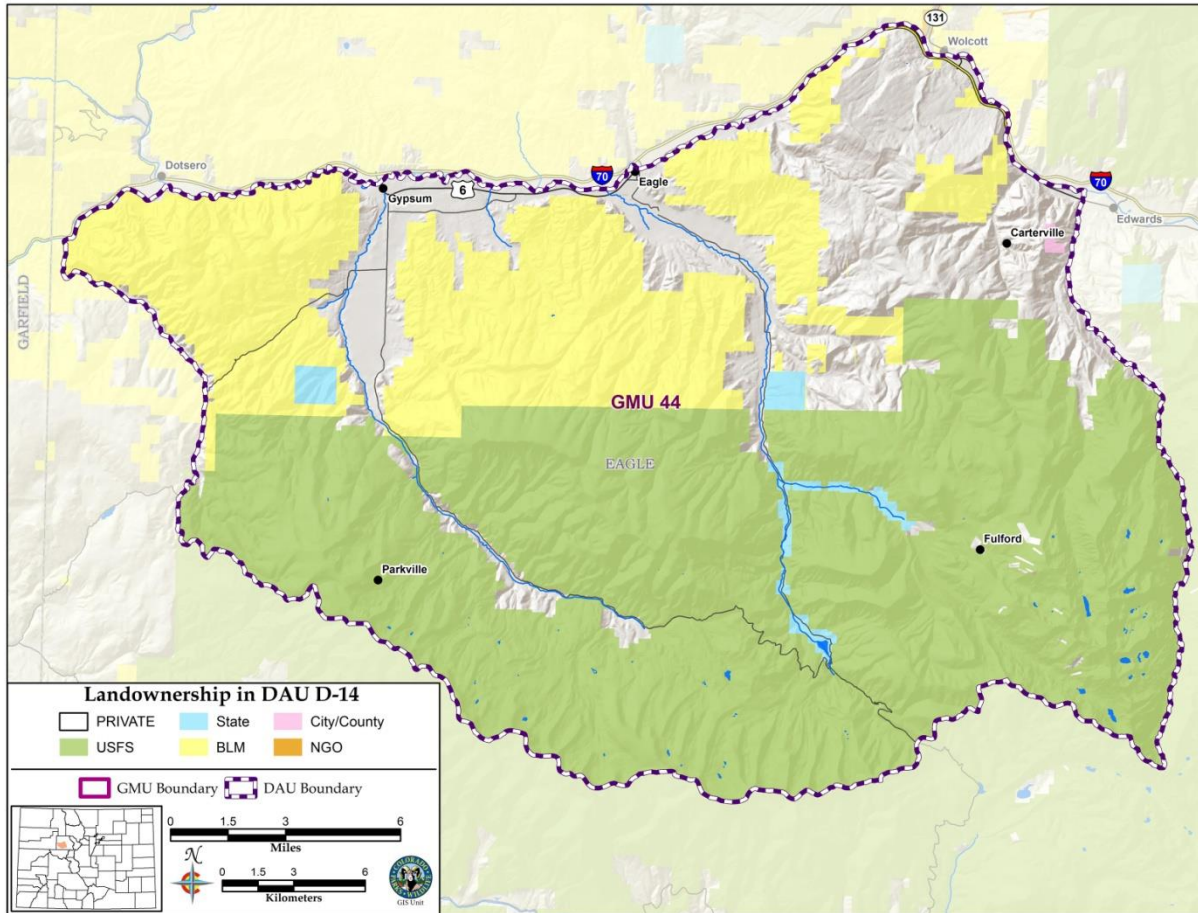 131
Wolcott
Dotsero
70
Eagle
6
Gypsum
70
Edwards
Carterville
GARFIELD
GMU 44
EAGLE
Fulford
Parkville
Landownership in DAU D-14
PRIVATE
State
City/County
USFS
BLM
NGO
GMU Boundary
DAU Boundary
0 1.5 3 6
Miles
N
0 1.5 3 6
Kilometers
COLORADO
GIS Unit